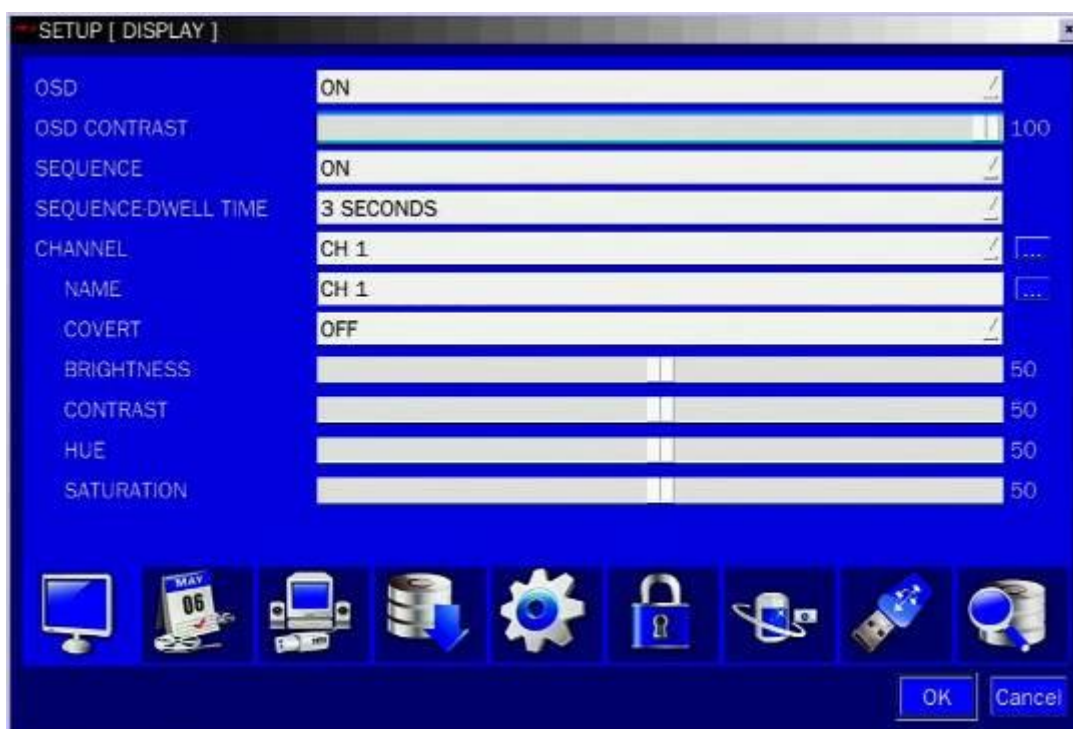 SETUP [ DISPLAY ]
OSD ON
OSD CONTRAST 100
SEQUENCE ON
SEQUENCE-DWELL TIME 3 SECONDS
CHANNEL CH 1 ...
NAME CH 1 ...
COVERT OFF
BRIGHTNESS 50
CONTRAST 50
HUE 50
SATURATION 50
MAY
06
OK Cancel